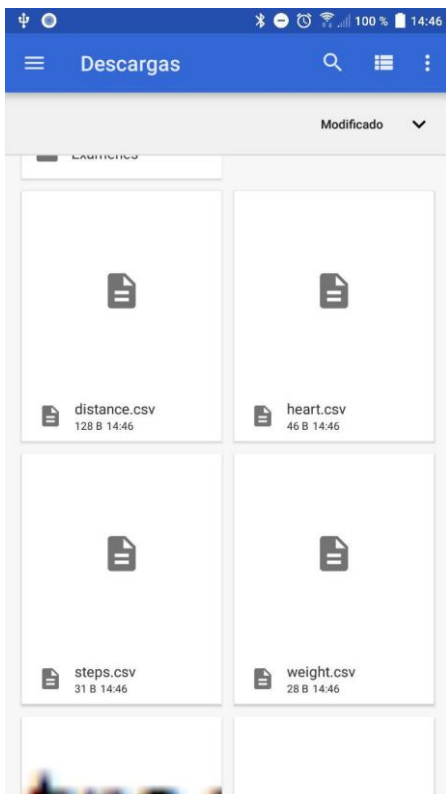 100 % 14:46
Descargas
Modificado
Exámenes
distance.csv
128 B 14:46
heart.csv
46 B 14:46
steps.csv
31 B 14:46
weight.csv
28 B 14:46